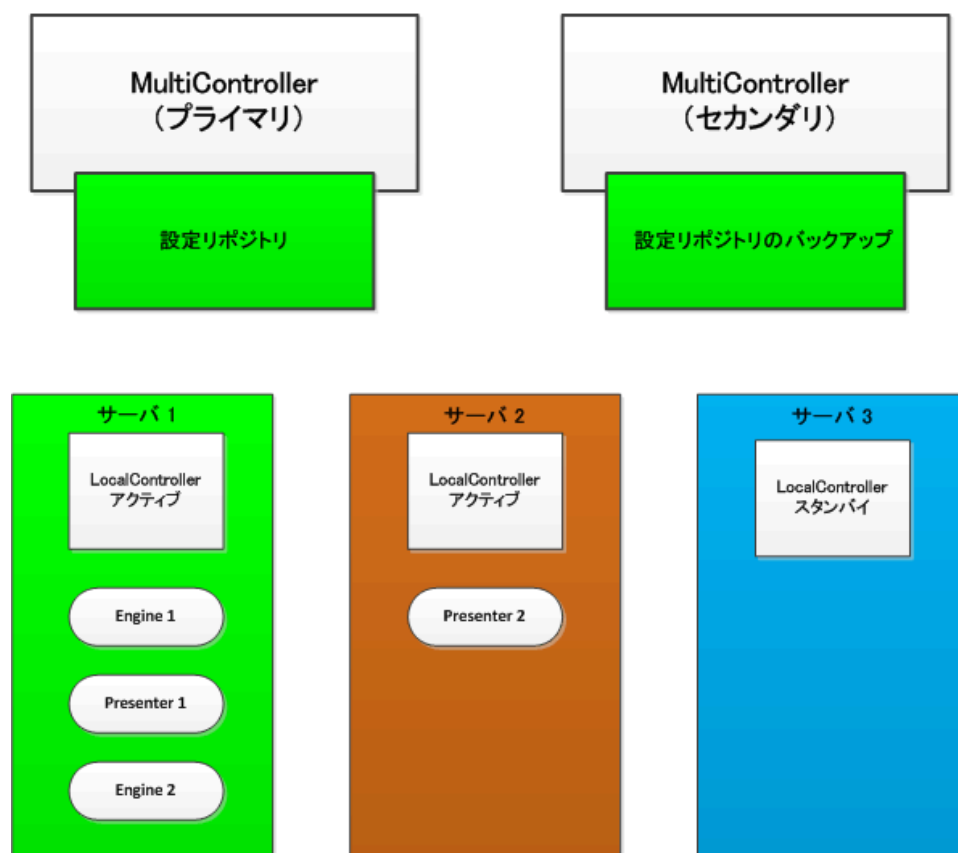 MultiController
（プライマリ）
MultiController
（セカンダリ）
設定リポジトリ
設定リポジトリのバックアップ
サーバ 1
LocalController
アクティブ
Engine 1
Presenter 1
Engine 2
サーバ 2
LocalController
アクティブ
Presenter 2
サーバ 3
LocalController
スタンバイ